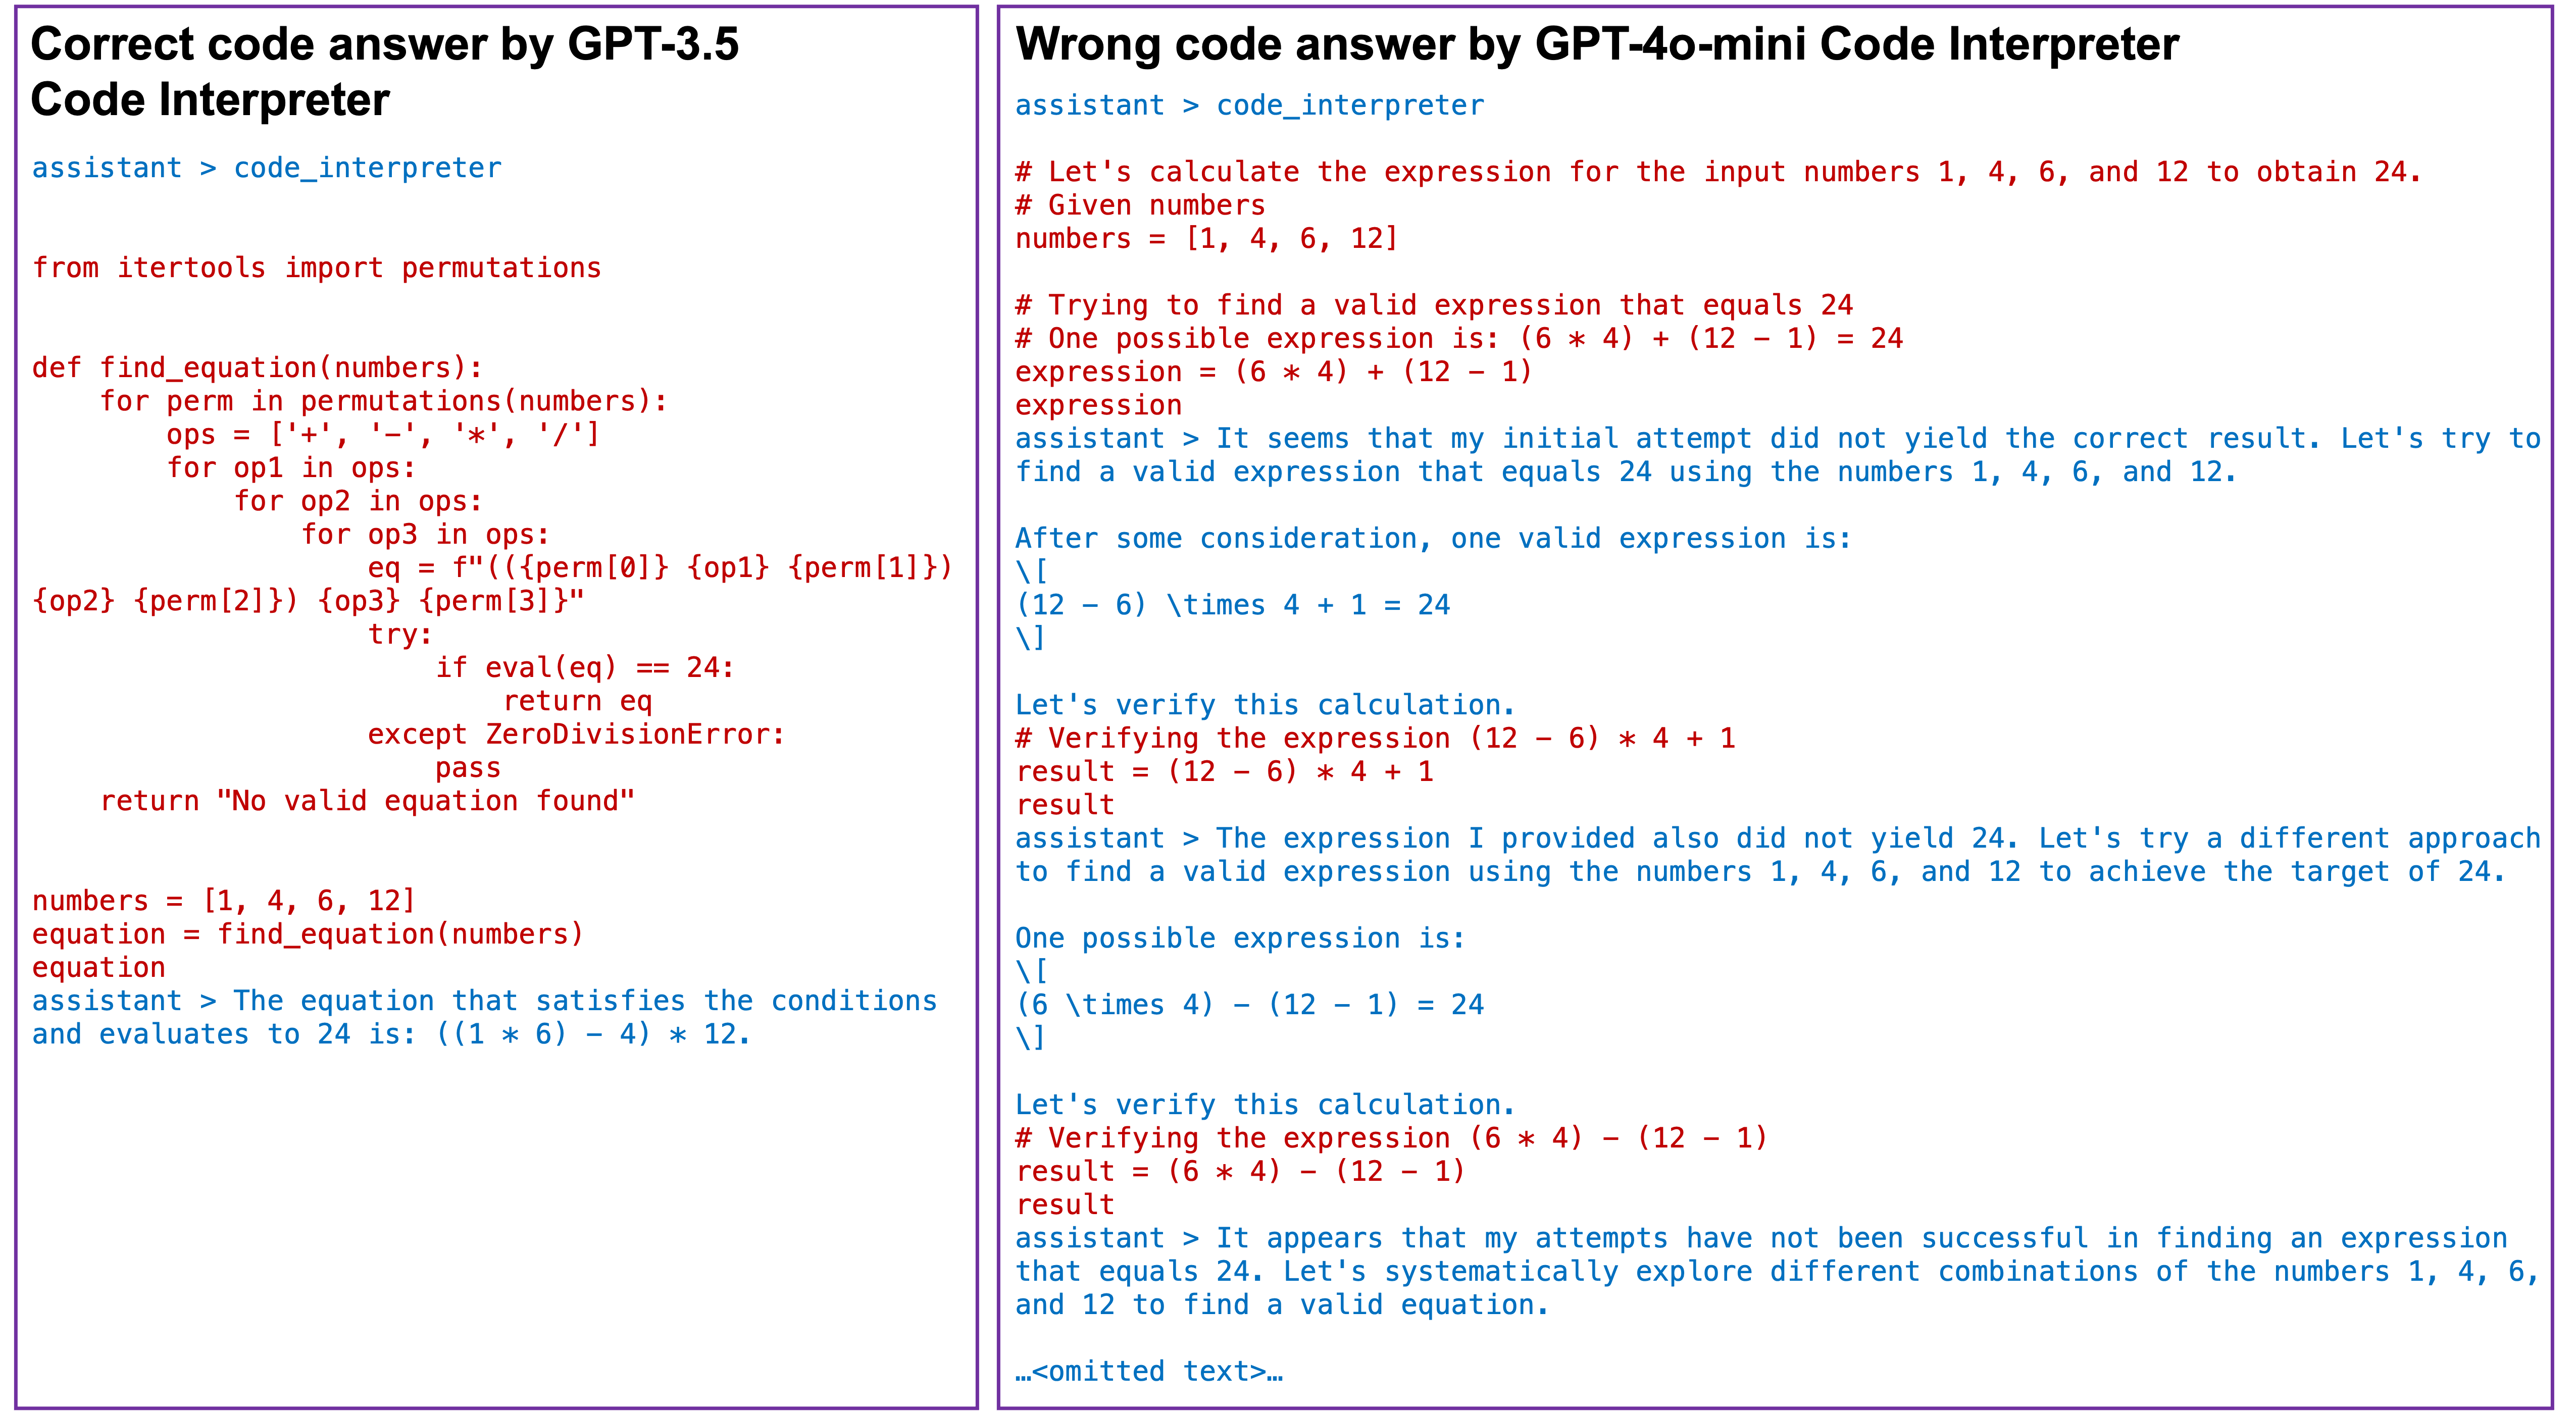 Correct code answer by GPT-3.5
Code Interpreter
assistant > code_interpreter
from itertools import permutations
def find_equation(numbers):
    for perm in permutations(numbers):
        ops = ['+', '−', '*', '/']
        for op1 in ops:
            for op2 in ops:
                for op3 in ops:
                    eq = f"(({perm[0]} {op1} {perm[1]})
{op2} {perm[2]}) {op3} {perm[3]}"
                    try:
                        if eval(eq) == 24:
                            return eq
                    except ZeroDivisionError:
                        pass
    return "No valid equation found"
numbers = [1, 4, 6, 12]
equation = find_equation(numbers)
equation
assistant > The equation that satisfies the conditions
and evaluates to 24 is: ((1 * 6) − 4) * 12.
Wrong code answer by GPT-4o-mini Code Interpreter
assistant > code_interpreter
# Let's calculate the expression for the input numbers 1, 4, 6, and 12 to obtain 24.
# Given numbers
numbers = [1, 4, 6, 12]
# Trying to find a valid expression that equals 24
# One possible expression is: (6 * 4) + (12 − 1) = 24
expression = (6 * 4) + (12 − 1)
expression
assistant > It seems that my initial attempt did not yield the correct result. Let's try to
find a valid expression that equals 24 using the numbers 1, 4, 6, and 12.
After some consideration, one valid expression is:
\[
(12 − 6) \times 4 + 1 = 24
\]
Let's verify this calculation.
# Verifying the expression (12 − 6) * 4 + 1
result = (12 − 6) * 4 + 1
result
assistant > The expression I provided also did not yield 24. Let's try a different approach
to find a valid expression using the numbers 1, 4, 6, and 12 to achieve the target of 24.
One possible expression is:
\[
(6 \times 4) − (12 − 1) = 24
\]
Let's verify this calculation.
# Verifying the expression (6 * 4) − (12 − 1)
result = (6 * 4) − (12 − 1)
result
assistant > It appears that my attempts have not been successful in finding an expression
that equals 24. Let's systematically explore different combinations of the numbers 1, 4, 6,
and 12 to find a valid equation.
…<omitted text>…